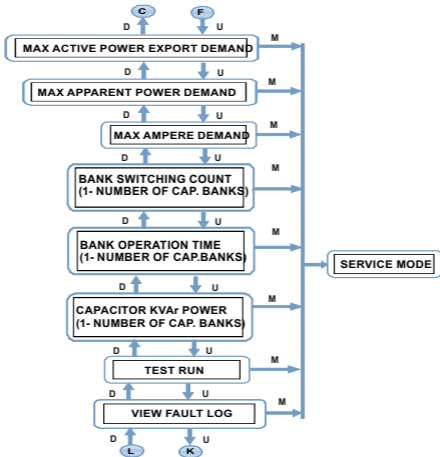 C F
D U
MAX ACTIVE POWER EXPORT DEMAND M
D U
MAX APPARENT POWER DEMAND M
D U
MAX AMPERE DEMAND M
D U
BANK SWITCHING COUNT
(1- NUMBER OF CAP. BANKS) M
D U
BANK OPERATION TIME
(1- NUMBER OF CAP.BANKS) M
SERVICE MODE
D U
CAPACITOR KVAr POWER
(1- NUMBER OF CAP. BANKS) M
D U
TEST RUN M
D U
VIEW FAULT LOG M
D U
L K